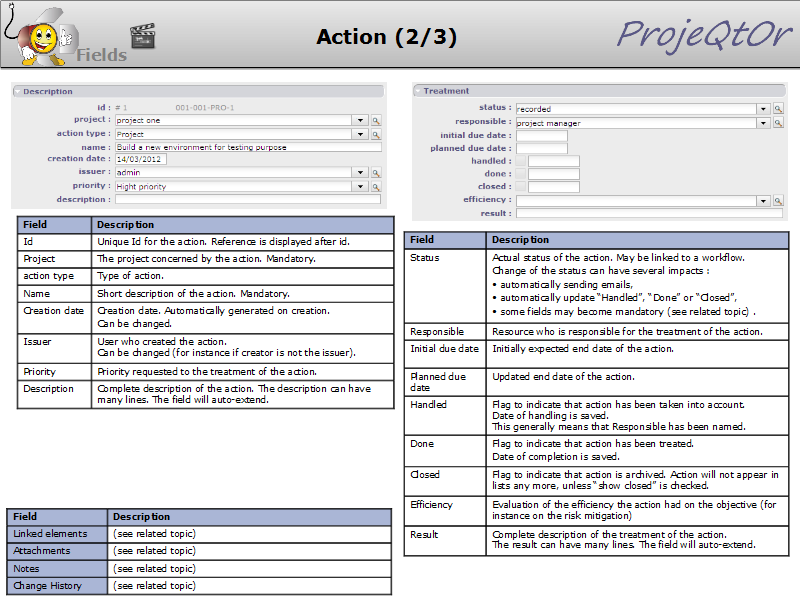 Fields
Action (2/3)
ProjeQtOr
Description
id : # 1 001-001-PRO-1
project : project one
action type : Project
name : Build a new environment for testing purpose
creation date : 14/03/2012
issuer : admin
priority : Hight priority
description :
Field Description
Id Unique Id for the action. Reference is displayed after id.
Project The project concerned by the action. Mandatory.
action type Type of action.
Name Short description of the action. Mandatory.
Creation date Creation date. Automatically generated on creation.
Can be changed.
Issuer User who created the action.
Can be changed (for instance if creator is not the issuer).
Priority Priority requested to the treatment of the action.
Description Complete description of the action. The description can have
many lines. The field will auto-extend.
Field Description
Linked elements (see related topic)
Attachments (see related topic)
Notes (see related topic)
Change History (see related topic)
Treatment
status : recorded
responsible : project manager
initial due date :
planned due date :
handled :
done :
closed :
efficiency :
result :
Field Description
Status Actual status of the action. May be linked to a workflow.
Change of the status can have several impacts :
• automatically sending emails,
• automatically update “Handled”, “Done” or “Closed”,
• some fields may become mandatory (see related topic) .
Responsible Resource who is responsible for the treatment of the action.
Initial due date Initially expected end date of the action.
Planned due Updated end date of the action.
date
Handled Flag to indicate that action has been taken into account.
Date of handling is saved.
This generally means that Responsible has been named.
Done Flag to indicate that action has been treated.
Date of completion is saved.
Closed Flag to indicate that action is archived. Action will not appear in
lists any more, unless “show closed” is checked.
Efficiency Evaluation of the efficiency the action had on the objective (for
instance on the risk mitigation)
Result Complete description of the treatment of the action.
The result can have many lines. The field will auto-extend.